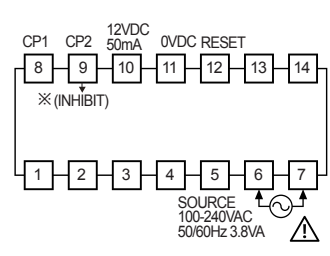 12VDC
CP1 CP2 50mA 0VDC RESET
8 9 10 11 12 13 14
※(INHIBIT)
1 2 3 4 5 6 7
SOURCE
100-240VAC
50/60Hz 3.8VA